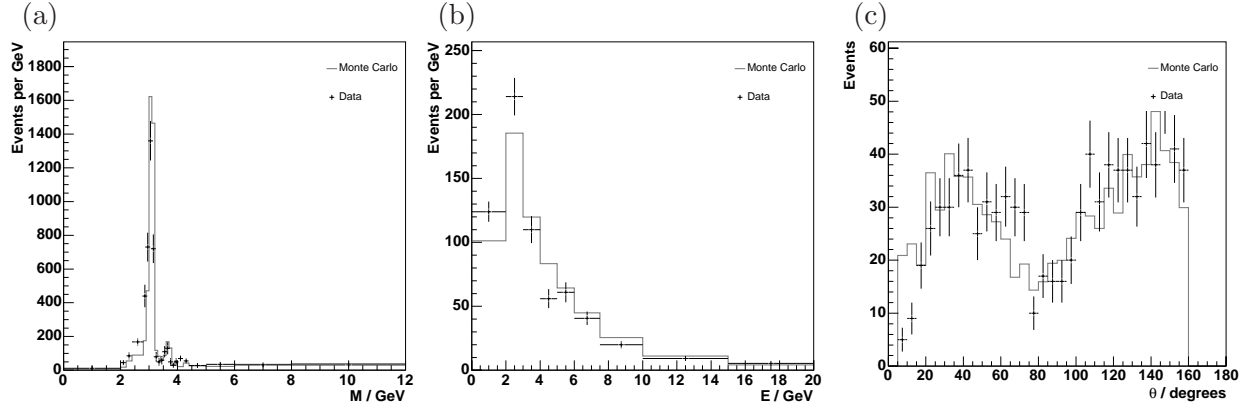 (a)
Events per GeV
1800
1600
1400
1200
1000
800
600
400
200
0
0 2 4 6 8 10 12
M / GeV
Monte Carlo
Data
(b)
Events per GeV
250
200
150
100
50
0
0 2 4 6 8 10 12 14 16 18 20
E / GeV
Monte Carlo
Data
(c)
Events
60
50
40
30
20
10
0
0 20 40 60 80 100 120 140 160 180
θ / degrees
Monte Carlo
Data